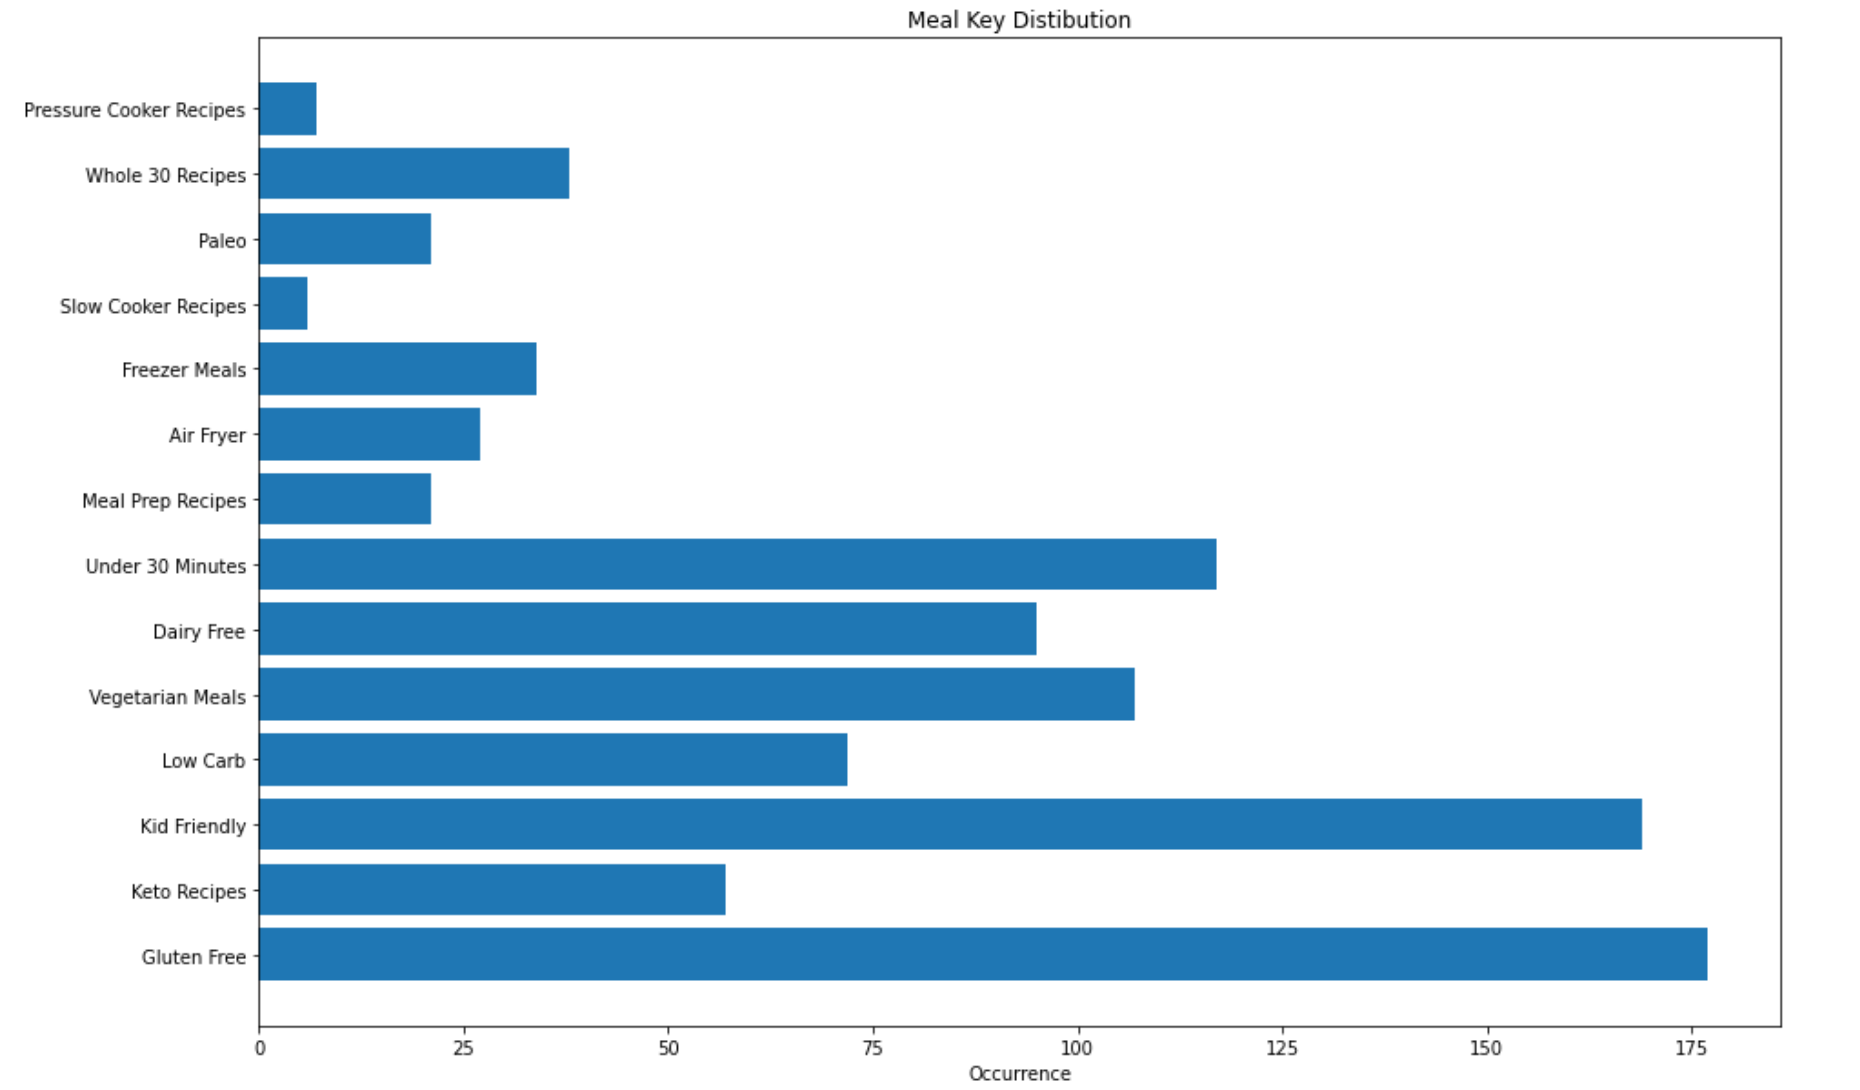 Meal Key Distibution
Pressure Cooker Recipes
Whole 30 Recipes
Paleo
Slow Cooker Recipes
Freezer Meals
Air Fryer
Meal Prep Recipes
Under 30 Minutes
Dairy Free
Vegetarian Meals
Low Carb
Kid Friendly
Keto Recipes
Gluten Free
0 25 50 75 100 125 150 175
Occurrence